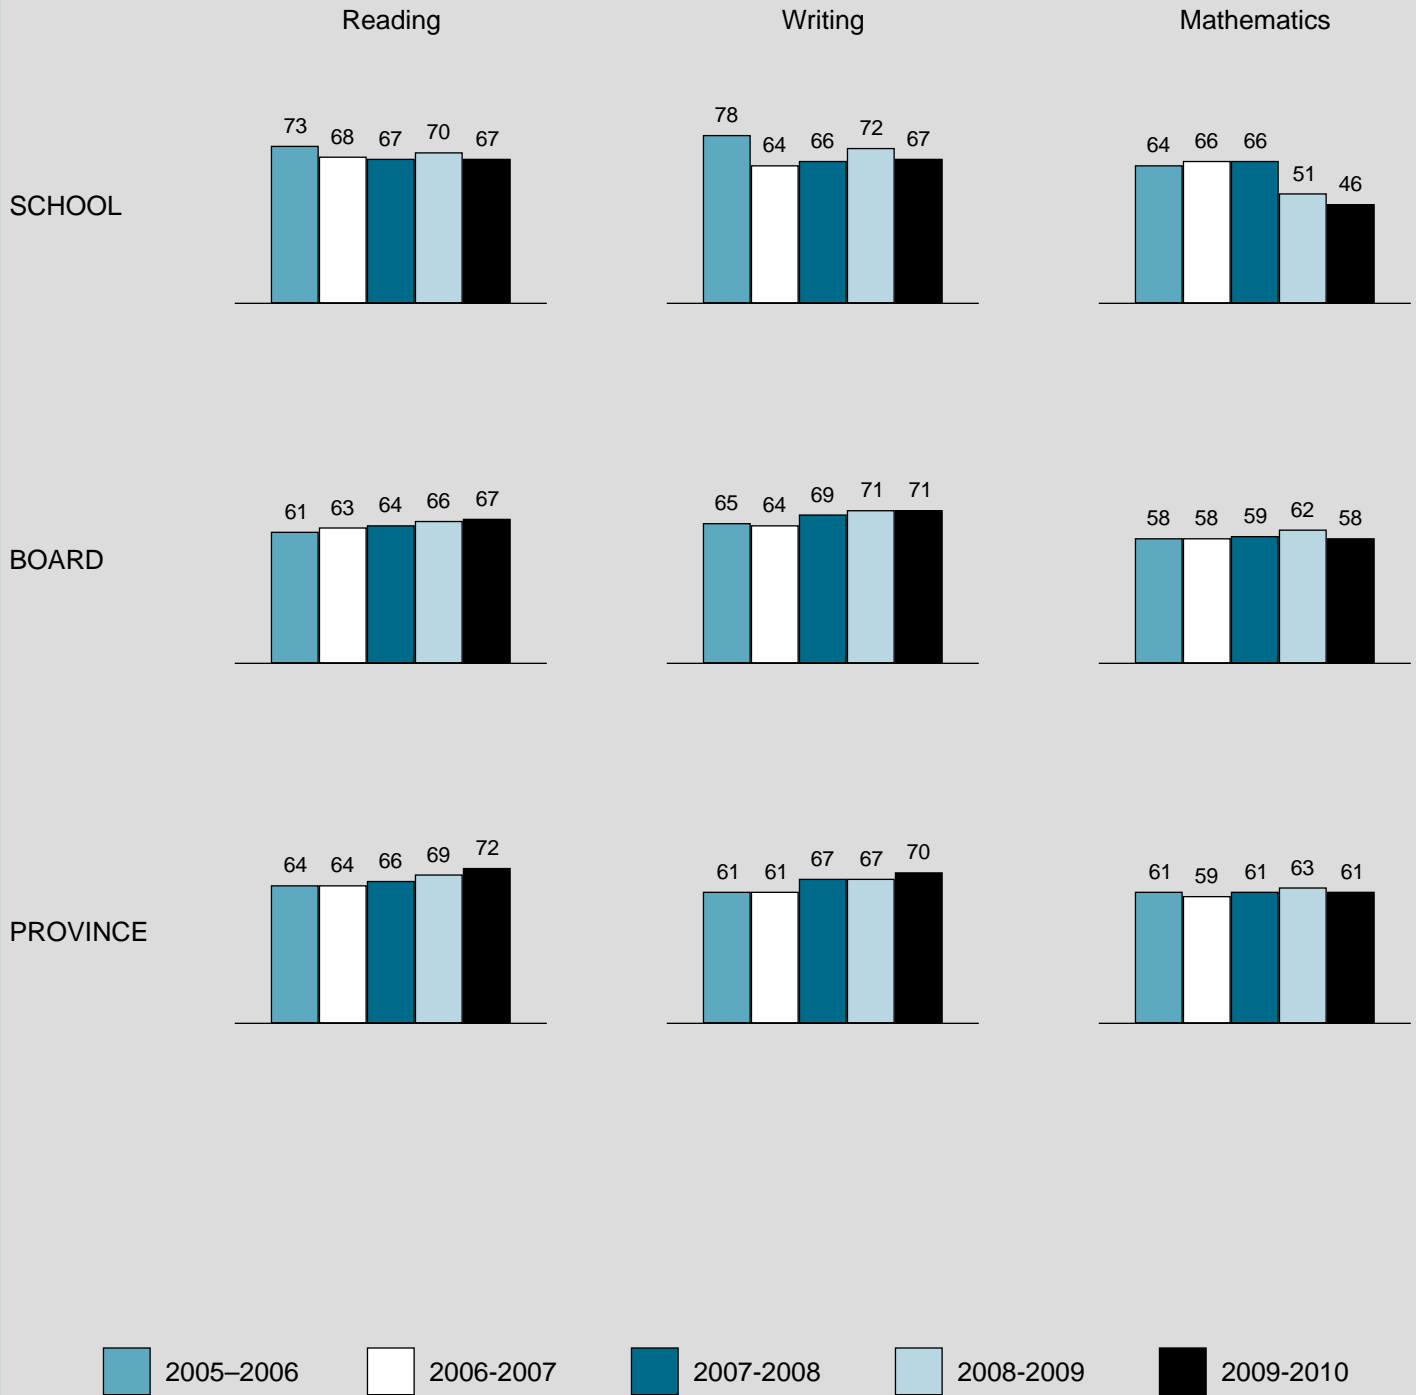 Reading Writing Mathematics
SCHOOL
73 68 67 70 67
78 64 66 72 67
64 66 66 51 46
BOARD
61 63 64 66 67
65 64 69 71 71
58 58 59 62 58
PROVINCE
64 64 66 69 72
61 61 67 67 70
61 59 61 63 61
2005–2006 2006-2007 2007-2008 2008-2009 2009-2010